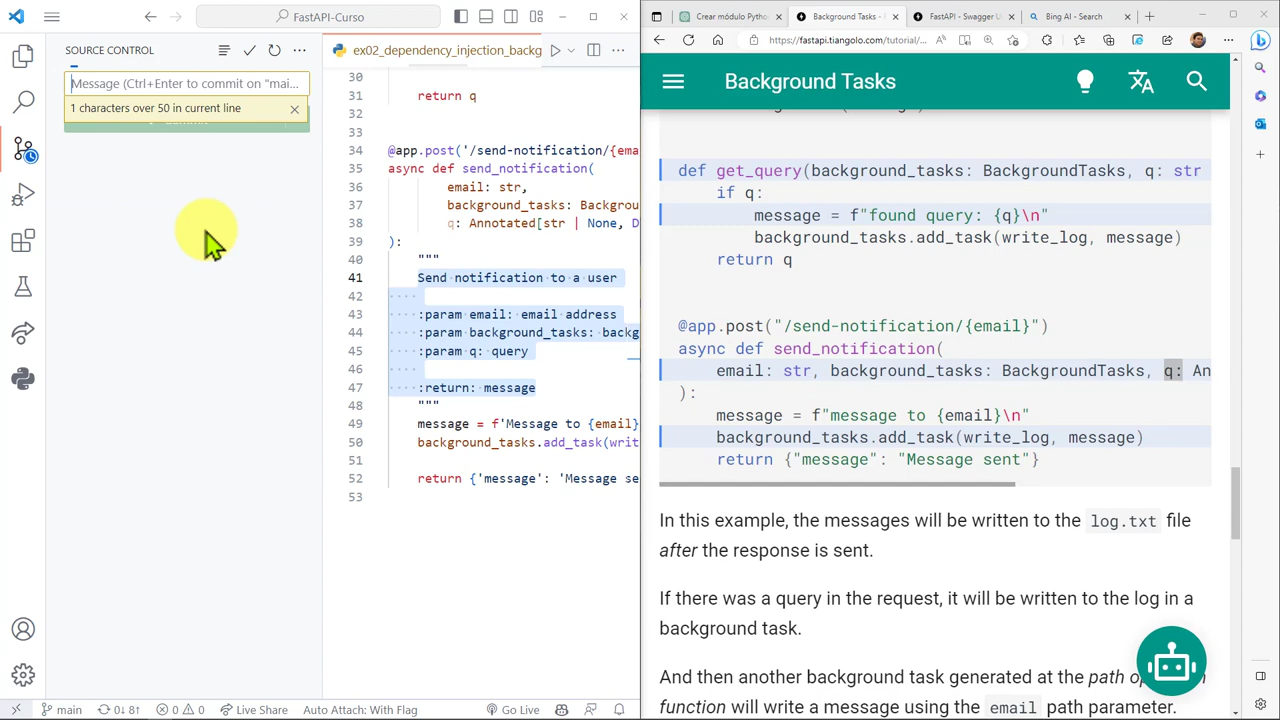 FastAPI-Curso
SOURCE CONTROL
Message (Ctrl+Enter to commit on "mai...
1 characters over 50 in current line
ex02_dependency_injection_backg
30
31 return q
32
33
34 @app.post('/send-notification/{ema
35 async def send_notification(
36 email: str,
37 background_tasks: Backgroun
38 q: Annotated[str | None, D
39 ):
40 """
41 Send notification to a user
42
43 :param email: email address
44 :param background_tasks: backg
45 :param q: query
46
47 :return: message
48 """
49 message = f'Message to {email}
50 background_tasks.add_task(writ
51
52 return {'message': 'Message se
53
main
0↓ 8↑
0 0
Live Share
Auto Attach: With Flag
Go Live
Crear módulo Python
Background Tasks -
FastAPI - Swagger U
Bing AI - Search
https://fastapi.tiangolo.com/tutorial/...
Background Tasks
def get_query(background_tasks: BackgroundTasks, q: str
if q:
message = f"found query: {q}\n"
background_tasks.add_task(write_log, message)
return q
@app.post("/send-notification/{email}")
async def send_notification(
email: str, background_tasks: BackgroundTasks, q: An
):
message = f"message to {email}\n"
background_tasks.add_task(write_log, message)
return {"message": "Message sent"}
In this example, the messages will be written to the log.txt file
after the response is sent.
If there was a query in the request, it will be written to the log in a
background task.
And then another background task generated at the path op
function will write a message using the email path parameter.